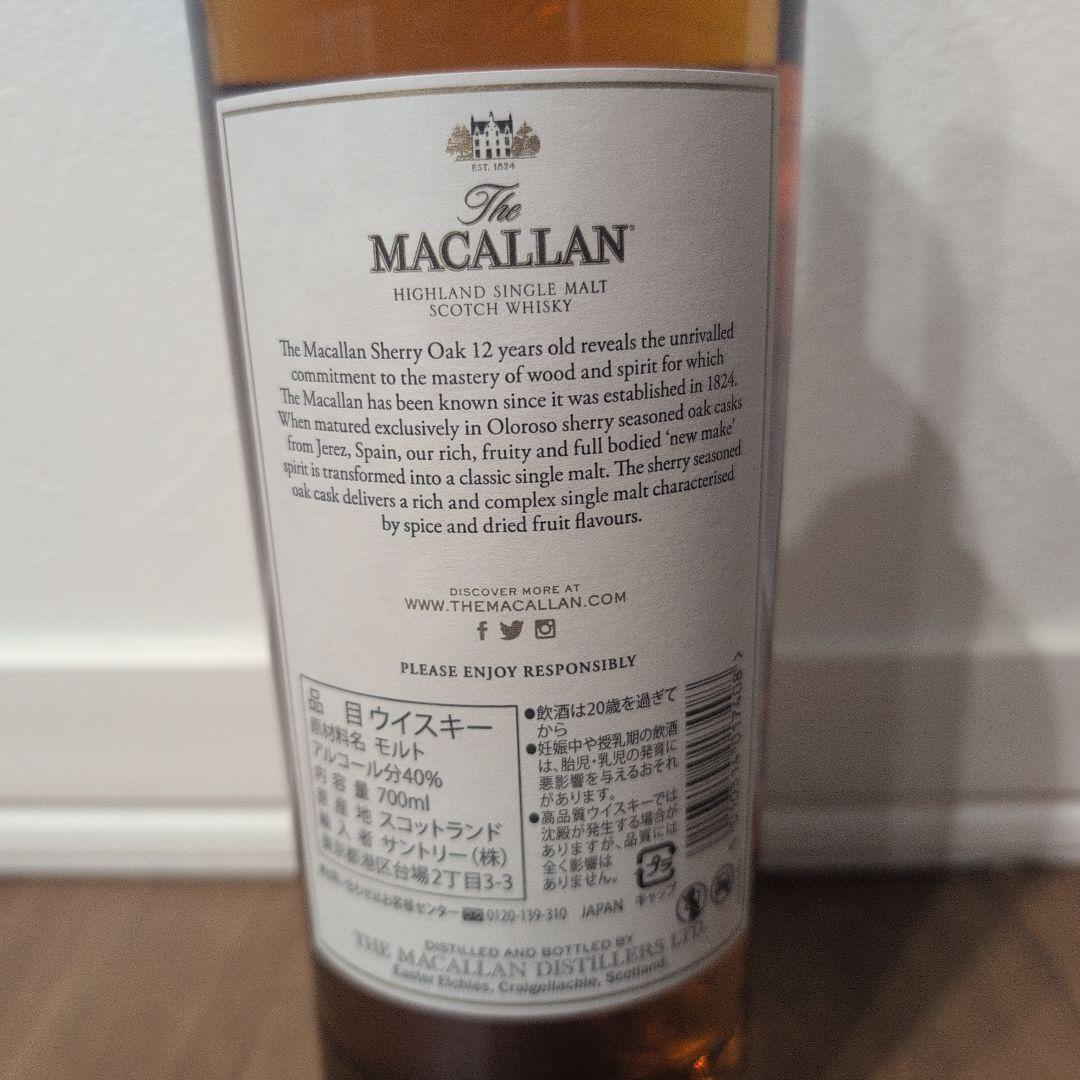 EST. 1824
The
MACALLAN
HIGHLAND SINGLE MALT
SCOTCH WHISKY
The Macallan Sherry Oak 12 years old reveals the unrivalled
commitment to the mastery of wood and spirit for which
The Macallan has been known since it was established in 1824.
When matured exclusively in Oloroso sherry seasoned oak casks
from Jerez, Spain, our rich, fruity and full bodied ‘new make’
spirit is transformed into a classic single malt. The sherry seasoned
oak cask delivers a rich and complex single malt characterised
by spice and dried fruit flavours.
DISCOVER MORE AT
WWW.THEMACALLAN.COM
PLEASE ENJOY RESPONSIBLY
品 目 ウイスキー
原材料名 モルト
アルコール分40%
内 容 量 700ml
原 産 地 スコットランド
輸 入 者 サントリー(株)
東京都港区台場2丁目3-3
お客様センター 0120-139-310 JAPAN
●飲酒は20歳を過ぎて
から
●妊娠中や授乳期の飲酒
は、胎児・乳児の発育に
悪影響を与えるおそれ
があります。
●高品質ウイスキーでは
沈殿が発生する場合が
ありますが、品質には
全く影響は
ありません。
プラ
キャップ
DISTILLED AND BOTTLED BY
THE MACALLAN DISTILLERS LTD.
Easter Elchies, Craigellachie, Scotland.